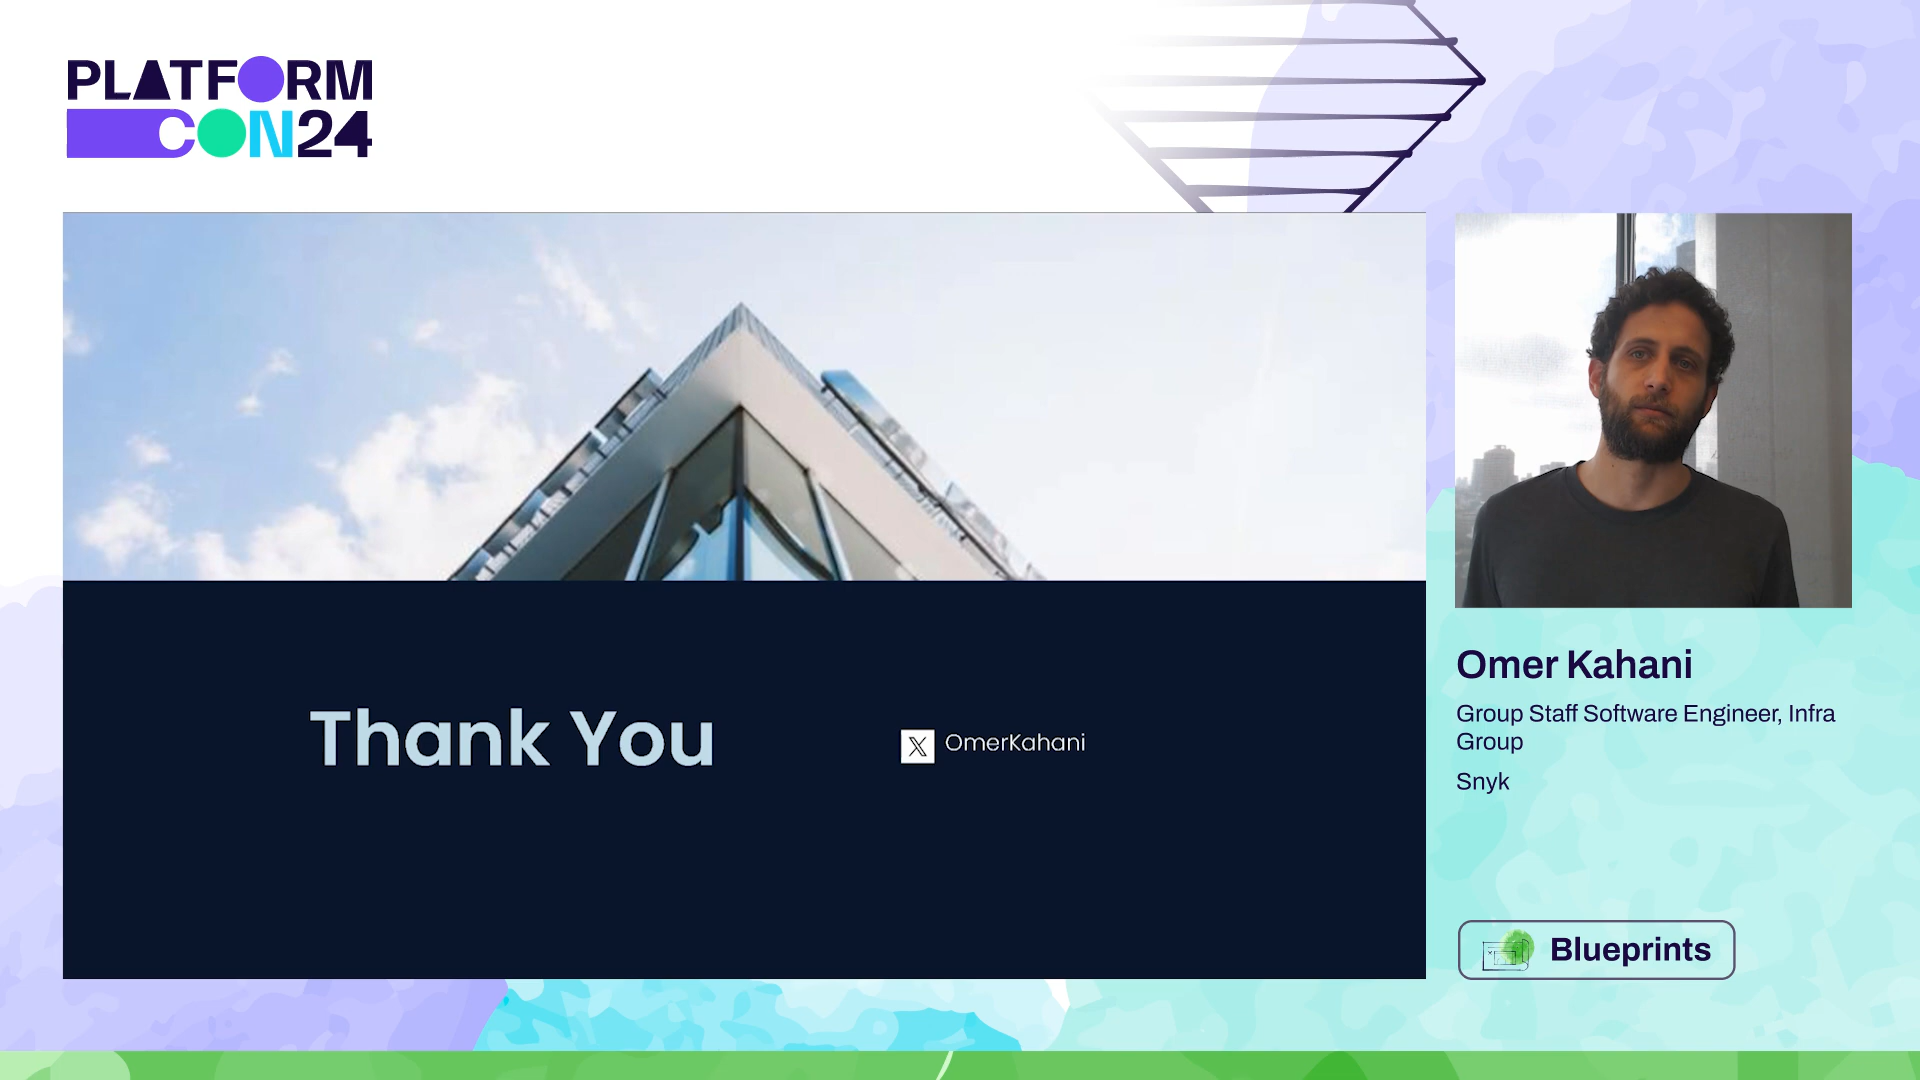 PLATFORM
CON24
Thank You
OmerKahani
Omer Kahani
Group Staff Software Engineer, Infra
Group
Snyk
Blueprints